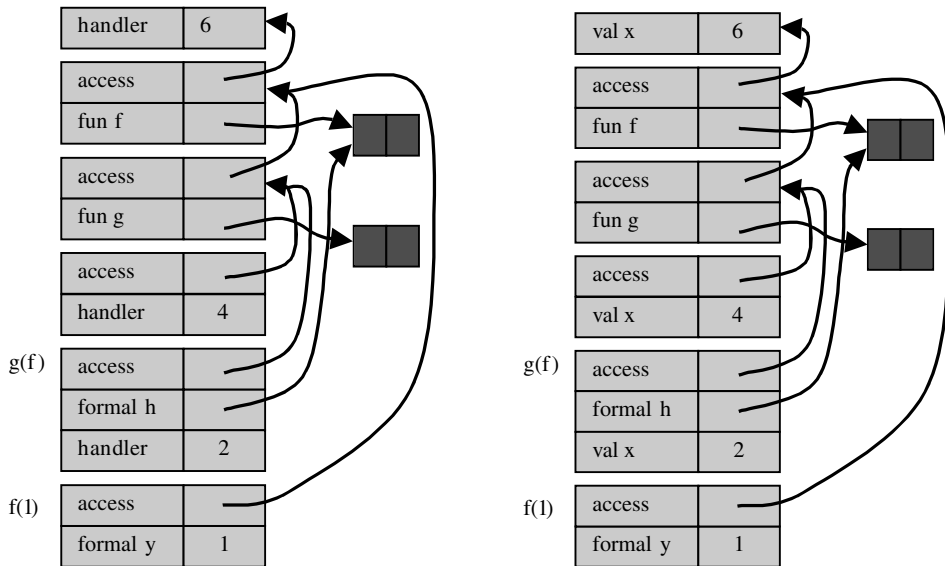 handler 6
access
fun f
access
fun g
access
handler 4
g(f)
access
formal h
handler 2
f(1)
access
formal y 1
val x 6
access
fun f
access
fun g
access
val x 4
g(f)
access
formal h
val x 2
f(1)
access
formal y 1